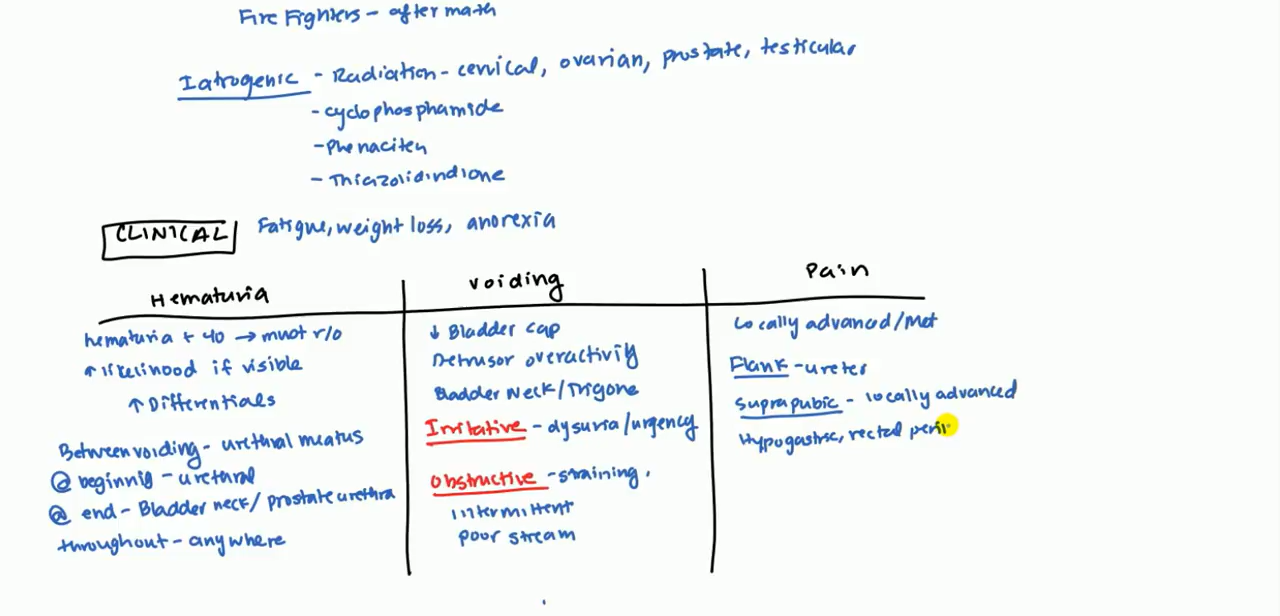 Fire Fighters - aftermath
Iatrogenic - Radiation - cervical, ovarian, prostate, testicular
- cyclophosphamide
- Phenaciten
- Thiazolidindione
CLINICAL Fatigue, weight loss, anorexia
Hematuria
hematuria + 40 → must r/o
↑ likelihood if visible
↑ Differentials
Between voiding - urethral meatus
@ beginnig - urethral
@ end - Bladder neck/ prostate urethra
throughout - anywhere
Voiding
↓ Bladder cap
Detrusor overactivity
Bladder Neck/Trigone
Irritative - dysuria/urgency
Obstructive - straining,
intermittent
poor stream
Pain
Locally advanced/Met
Flank - ureter
Suprapubic - locally advanced
Hypogastric, rectal peri